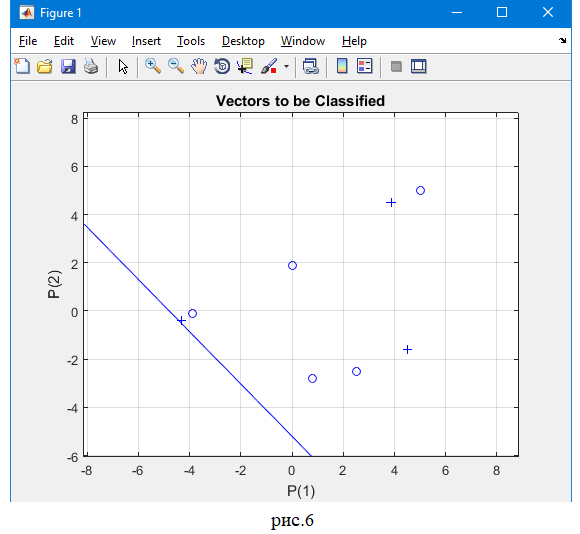 Figure 1
File Edit View Insert Tools Desktop Window Help
Vectors to be Classified
8
6
4
2
0
-2
-4
-6
P(2)
-8 -6 -4 -2 0 2 4 6 8
P(1)
рис.6